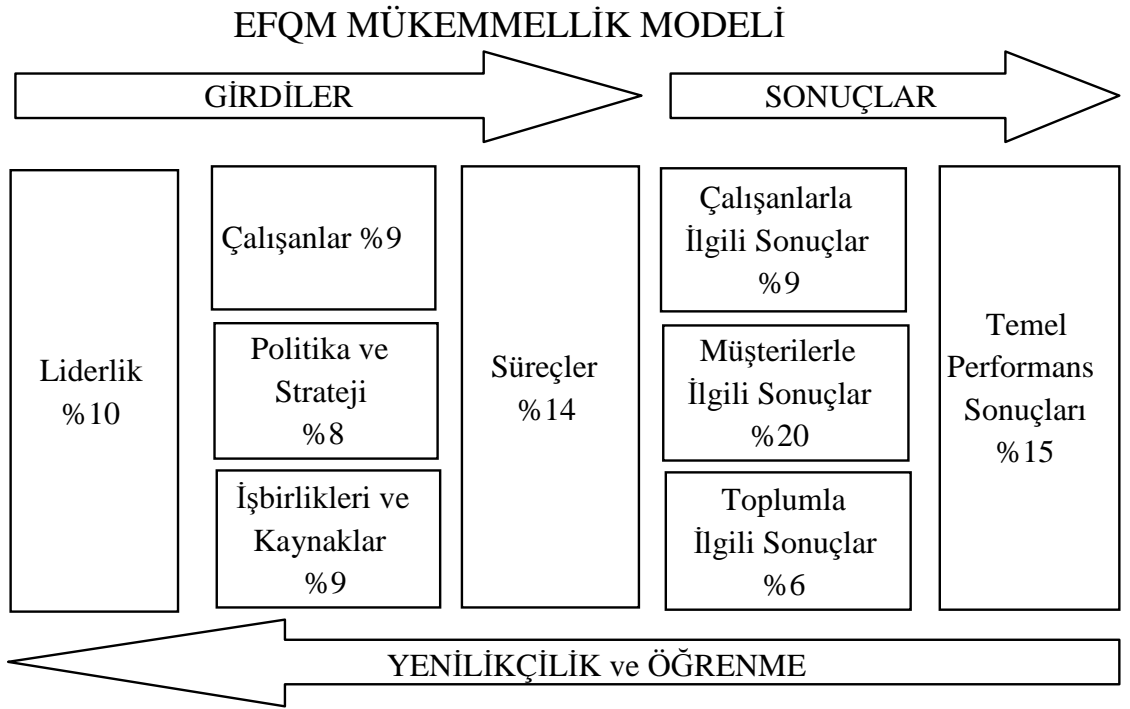 EFQM MÜKEMMELLİK MODELİ
GİRDİLER
SONUÇLAR
Liderlik
%10
Çalışanlar %9
Politika ve
Strateji
%8
İşbirlikleri ve
Kaynaklar
%9
Süreçler
%14
Çalışanlarla
İlgili Sonuçlar
%9
Müşterilerle
İlgili Sonuçlar
%20
Toplumla
İlgili Sonuçlar
%6
Temel
Performans
Sonuçları
%15
YENİLİKÇİLİK ve ÖĞRENME